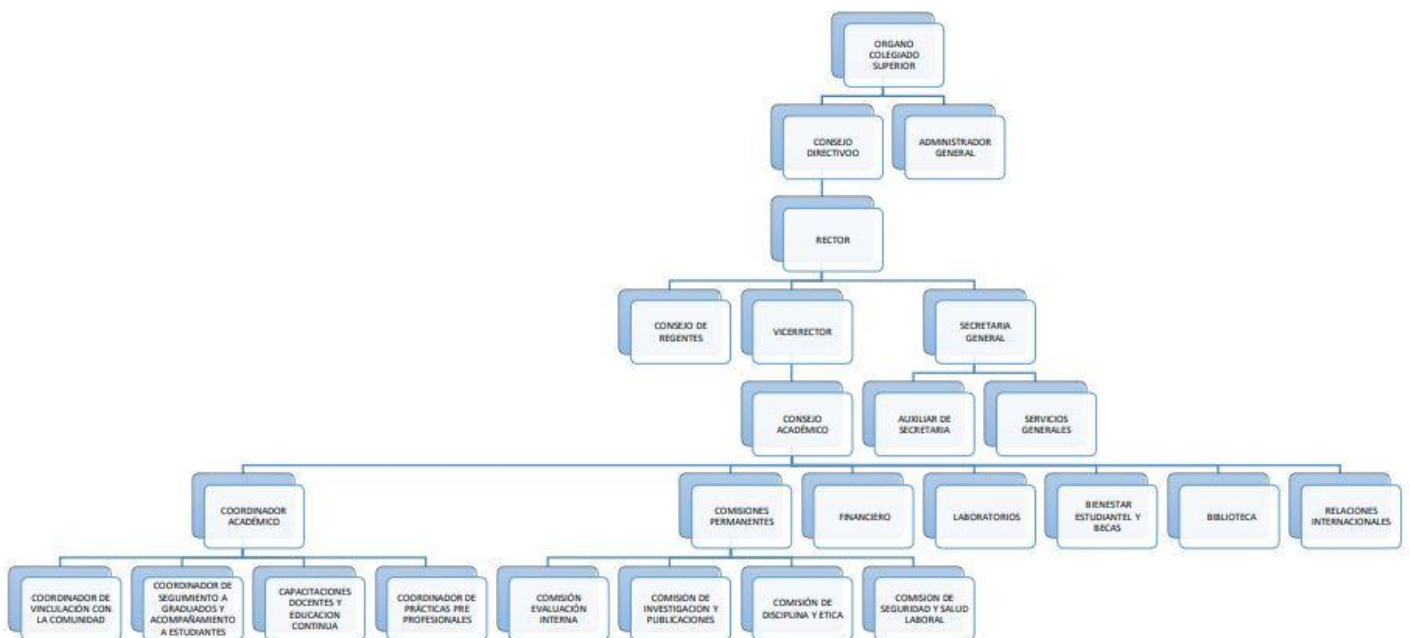 ORGANO
COLEGIADO
SUPERIOR
CONSEJO
DIRECTIVOO
ADMINISTRADOR
GENERAL
RECTOR
CONSEJO DE
REGENTES
VICERRECTOR
SECRETARIA
GENERAL
CONSEJO
ACADÉMICO
AUXILIAR DE
SECRETARIA
SERVICIOS
GENERALES
COORDINADOR
ACADÉMICO
COMISIONES
PERMANENTES
FINANCIERO
LABORATORIOS
BIENESTAR
ESTUDIANTEL Y
BECAS
BIBLIOTECA
RELACIONES
INTERNACIONALES
COORDINADOR DE
VINCULACIÓN CON
LA COMUNIDAD
COORDINADOR DE
SEGUIMIENTO A
GRADUADOS Y
ACOMPAÑAMIENTO
A ESTUDIANTES
CAPACITACIONES
DOCENTES Y
EDUCACION
CONTINUA
COORDINADOR DE
PRÁCTICAS PRE
PROFESIONALES
COMISIÓN
EVALUACIÓN
INTERNA
COMISION DE
INVESTIGACION Y
PUBLICACIONES
COMISIÓN DE
DISCIPLINA Y ETICA
COMISION DE
SEGURIDAD Y SALUD
LABORAL